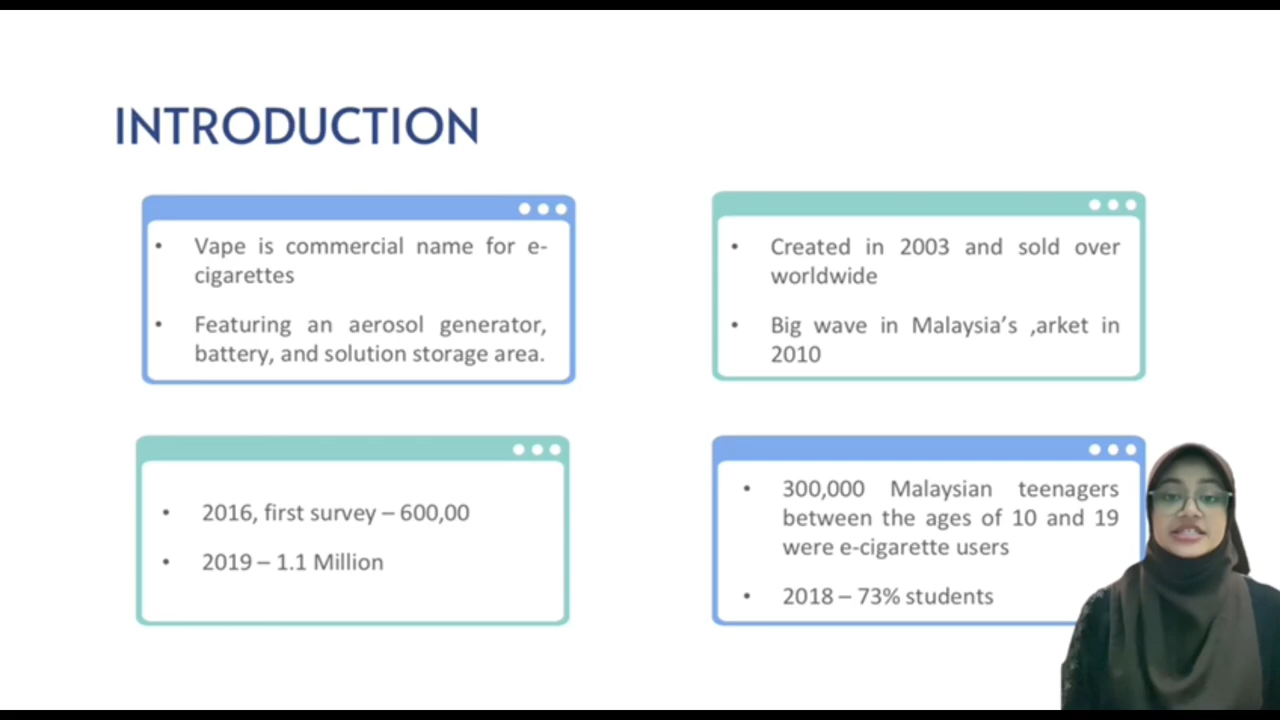 INTRODUCTION
• Vape is commercial name for e-
cigarettes
• Featuring an aerosol generator,
battery, and solution storage area.
• Created in 2003 and sold over
worldwide
• Big wave in Malaysia’s ,arket in
2010
• 2016, first survey – 600,00
• 2019 – 1.1 Million
• 300,000 Malaysian teenagers
between the ages of 10 and 19
were e-cigarette users
• 2018 – 73% students